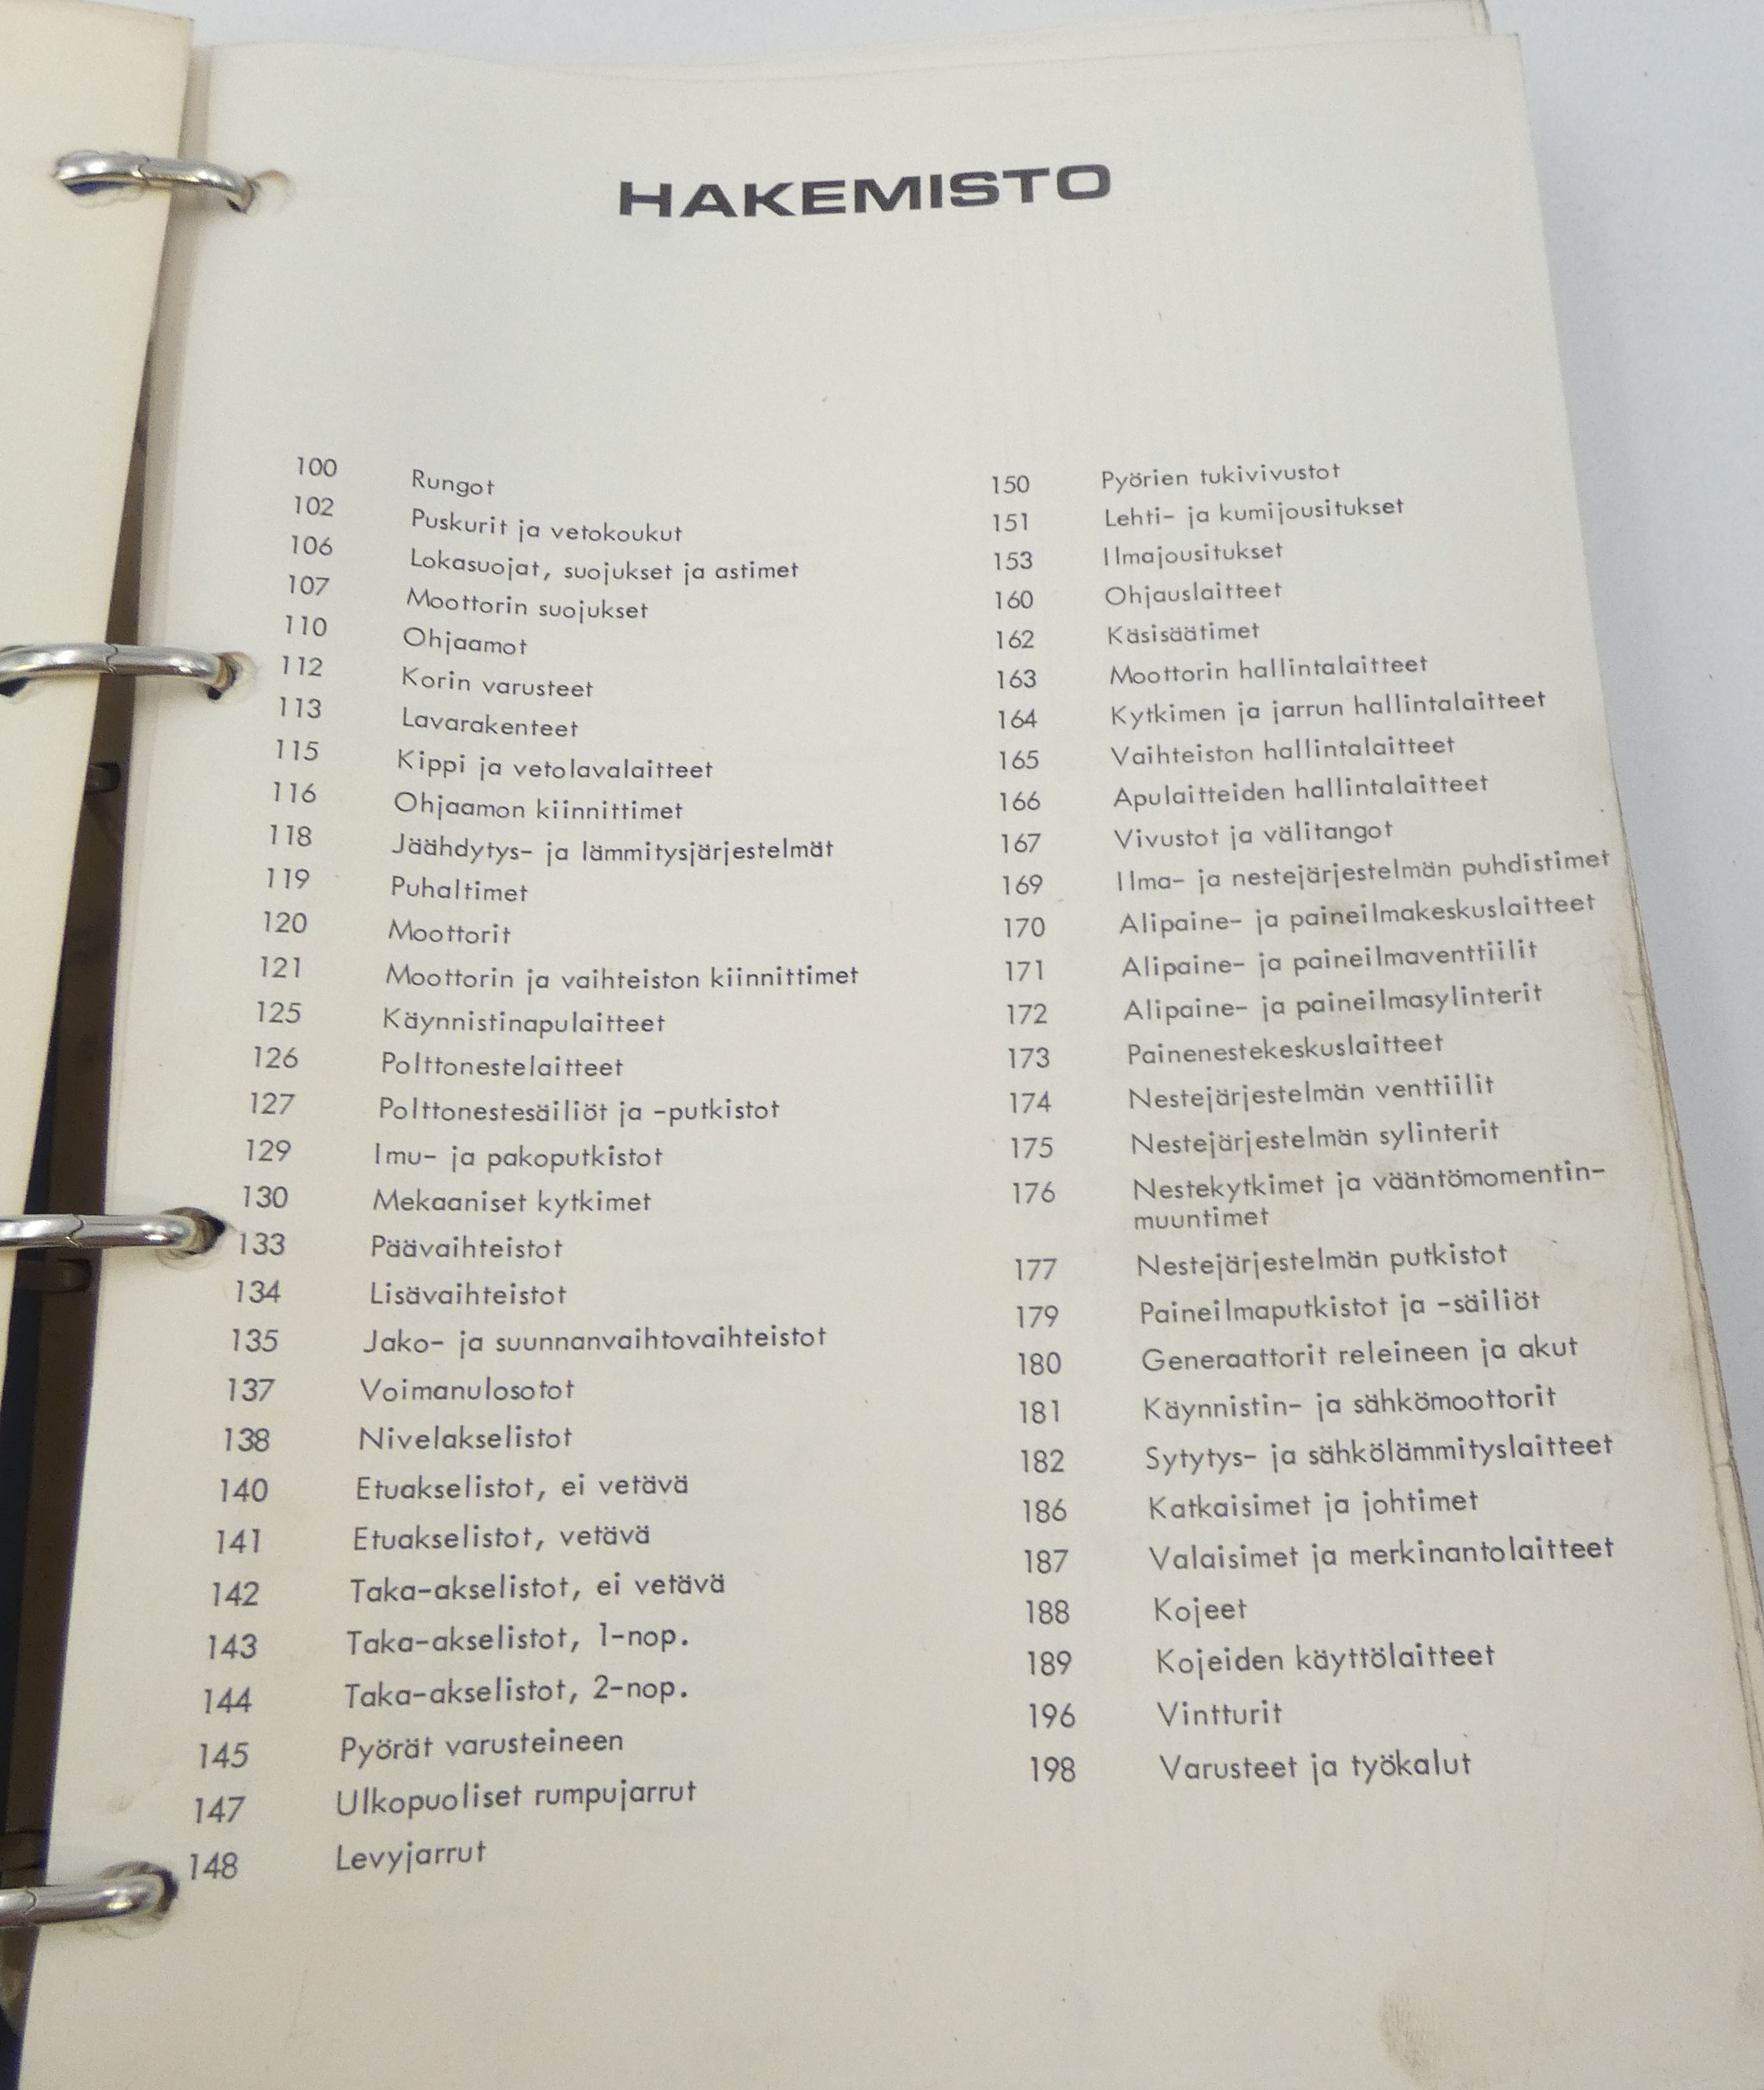 HAKEMISTO
100 Rungot
102 Puskurit ja vetokoukut
106 Lokasuojat, suojukset ja astimet
107 Moottorin suojukset
110 Ohjaamot
112 Korin varusteet
113 Lavarakenteet
115 Kippi ja vetolavalaitteet
116 Ohjaamon kiinnittimet
118 Jäähdytys- ja lämmitysjärjestelmät
119 Puhaltimet
120 Moottorit
121 Moottorin ja vaihteiston kiinnittimet
125 Käynnistinapulaitteet
126 Polttonestelaitteet
127 Polttonestesäiliöt ja -putkistot
129 Imu- ja pakoputkistot
130 Mekaaniset kytkimet
133 Päävaihteistot
134 Lisävaihteistot
135 Jako- ja suunnanvaihtovaihteistot
137 Voimanulosotot
138 Nivelakselistot
140 Etuakselistot, ei vetävä
141 Etuakselistot, vetävä
142 Taka-akselistot, ei vetävä
143 Taka-akselistot, 1-nop.
144 Taka-akselistot, 2-nop.
145 Pyörät varusteineen
147 Ulkopuoliset rumpujarrut
148 Levyjarrut
150 Pyörien tukivivustot
151 Lehti- ja kumijousitukset
153 Ilmajousitukset
160 Ohjauslaitteet
162 Käsisäätimet
163 Moottorin hallintalaitteet
164 Kytkimen ja jarrun hallintalaitteet
165 Vaihteiston hallintalaitteet
166 Apulaitteiden hallintalaitteet
167 Vivustot ja välitangot
169 Ilma- ja nestejärjestelmän puhdistimet
170 Alipaine- ja paineilmakeskuslaitteet
171 Alipaine- ja paineilmaventtiilit
172 Alipaine- ja paineilmasylinterit
173 Painenestekeskuslaitteet
174 Nestejärjestelmän venttiilit
175 Nestejärjestelmän sylinterit
176 Nestekytkimet ja vääntömomentin-
muuntimet
177 Nestejärjestelmän putkistot
179 Paineilmaputkistot ja -säiliöt
180 Generaattorit releineen ja akut
181 Käynnistin- ja sähkömoottorit
182 Sytytys- ja sähkölämmityslaitteet
186 Katkaisimet ja johtimet
187 Valaisimet ja merkinantolaitteet
188 Kojeet
189 Kojeiden käyttölaitteet
196 Vintturit
198 Varusteet ja työkalut